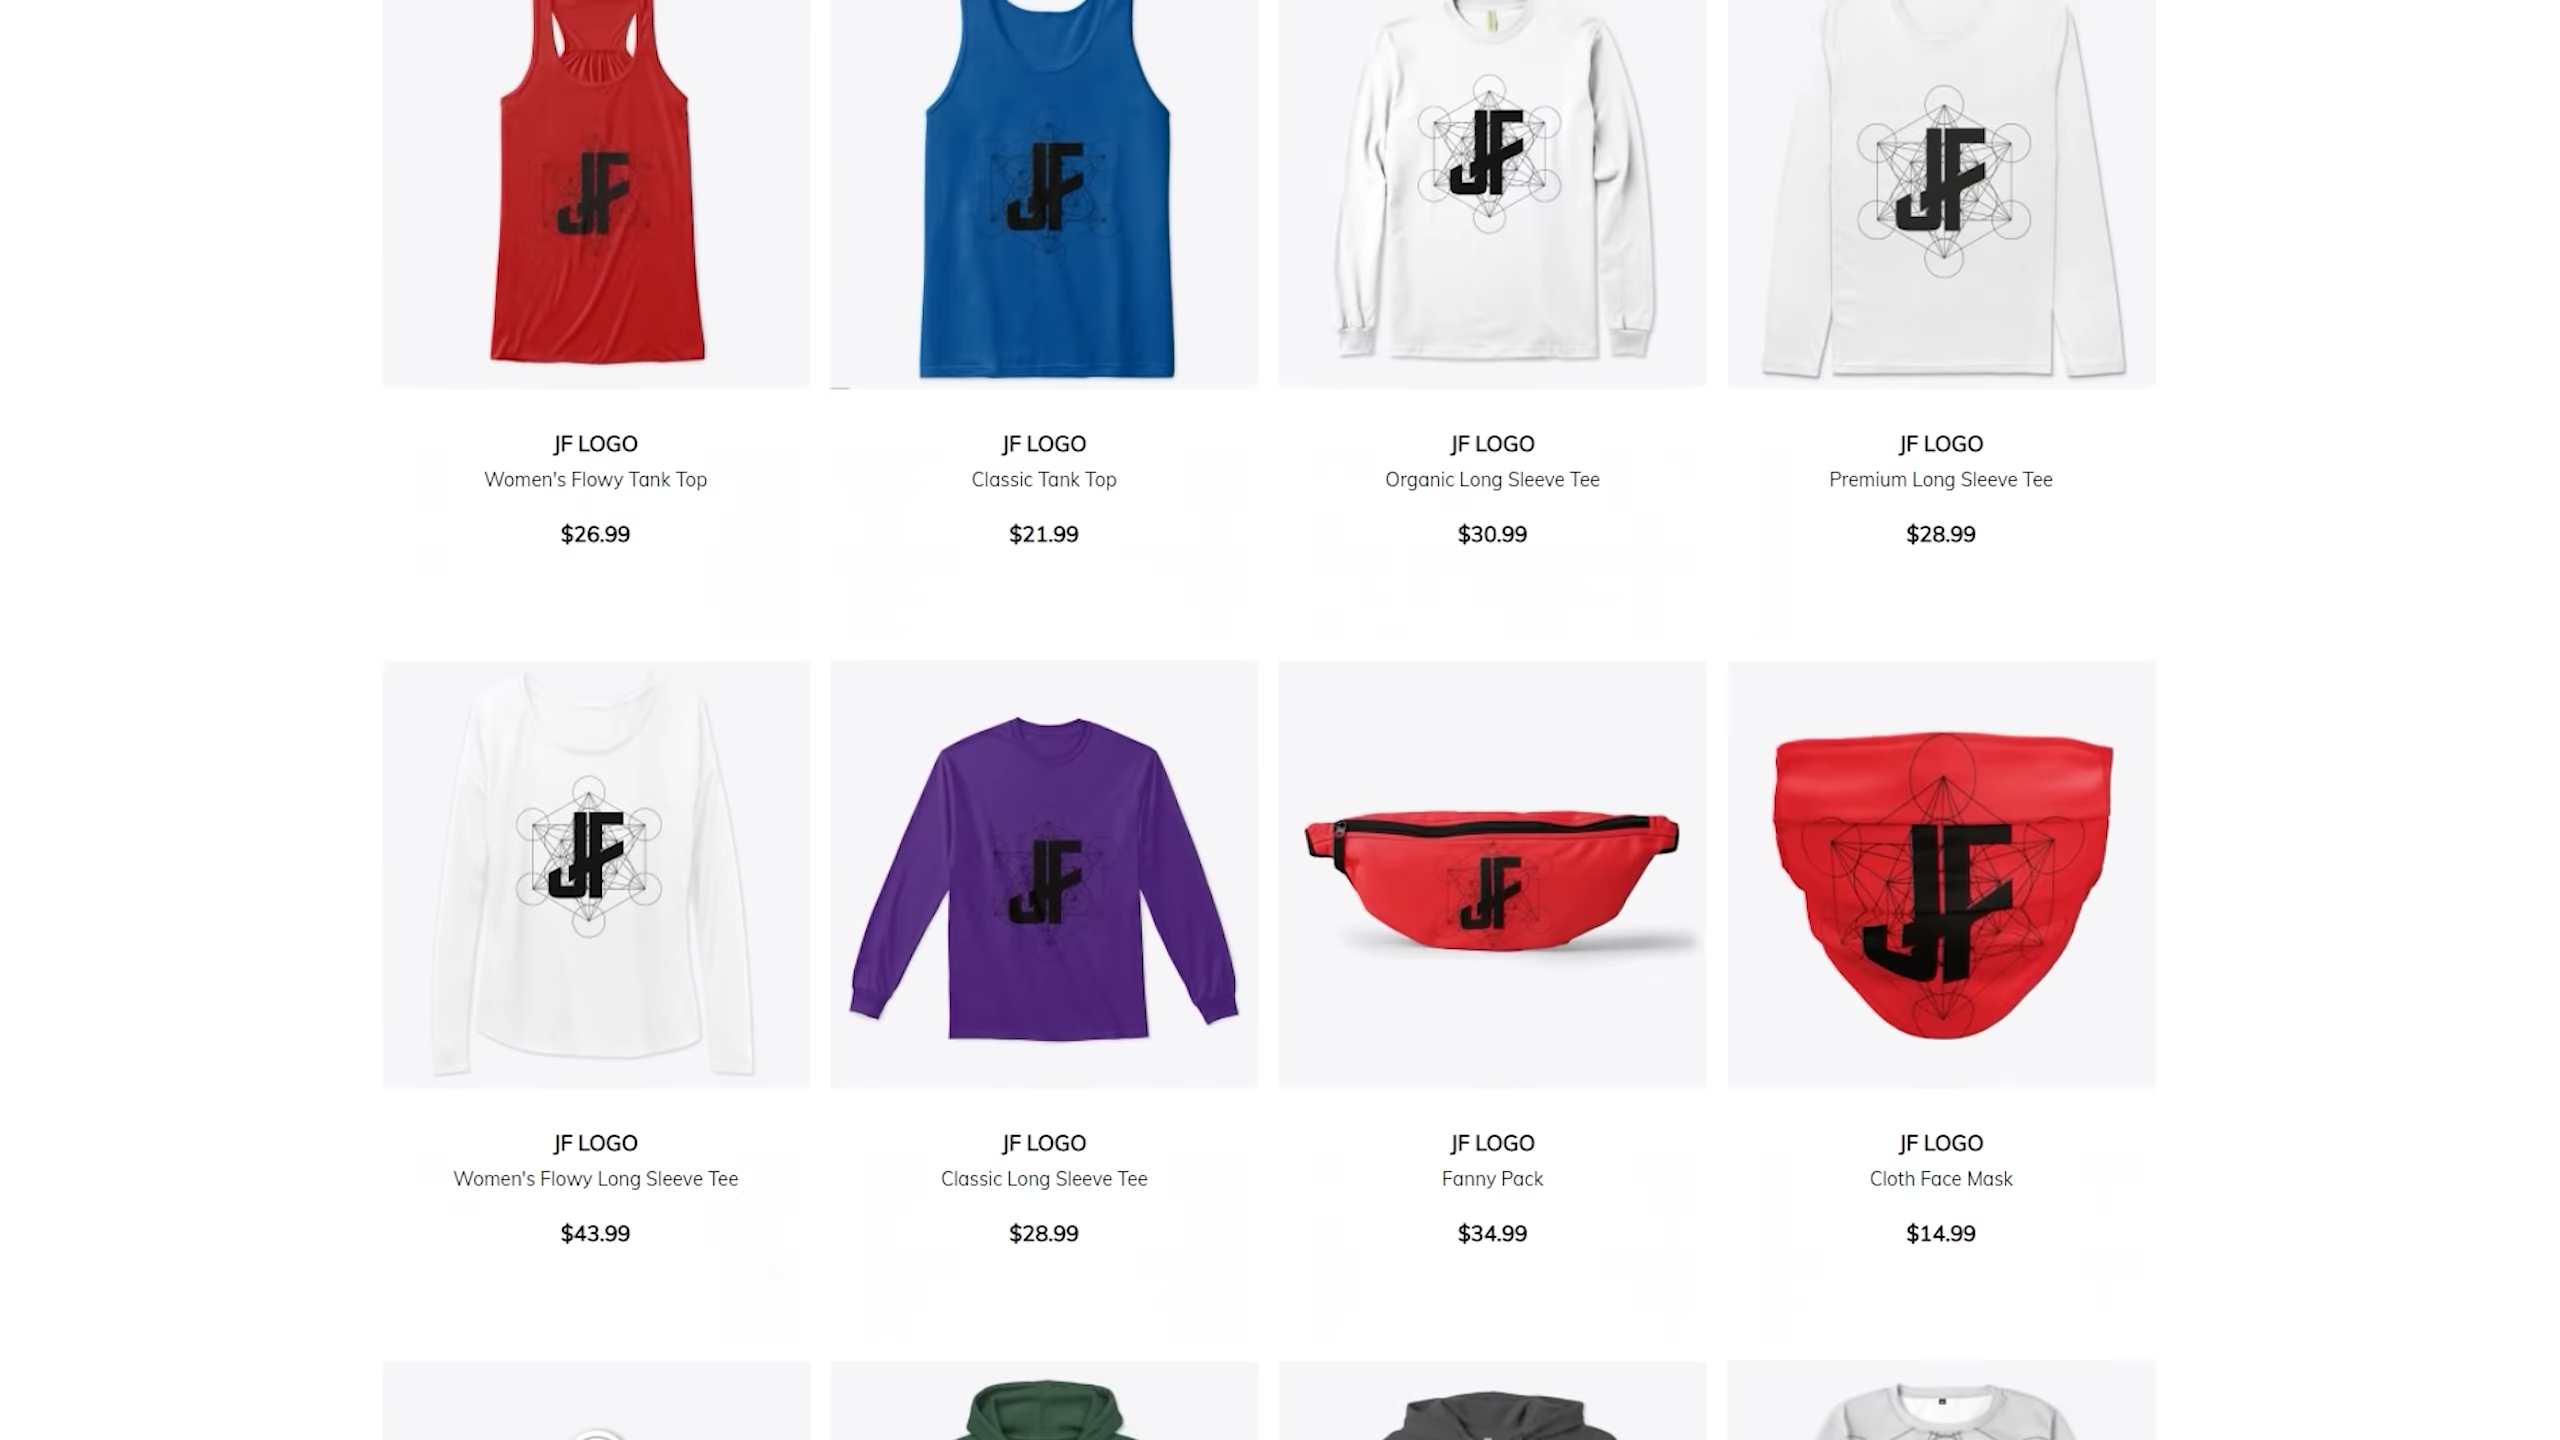 JF
JF
JF
JF
JF LOGO
Women's Flowy Tank Top
$26.99
JF LOGO
Classic Tank Top
$21.99
JF LOGO
Organic Long Sleeve Tee
$30.99
JF LOGO
Premium Long Sleeve Tee
$28.99
JF
JF
JF
JF
JF LOGO
Women's Flowy Long Sleeve Tee
$43.99
JF LOGO
Classic Long Sleeve Tee
$28.99
JF LOGO
Fanny Pack
$34.99
JF LOGO
Cloth Face Mask
$14.99